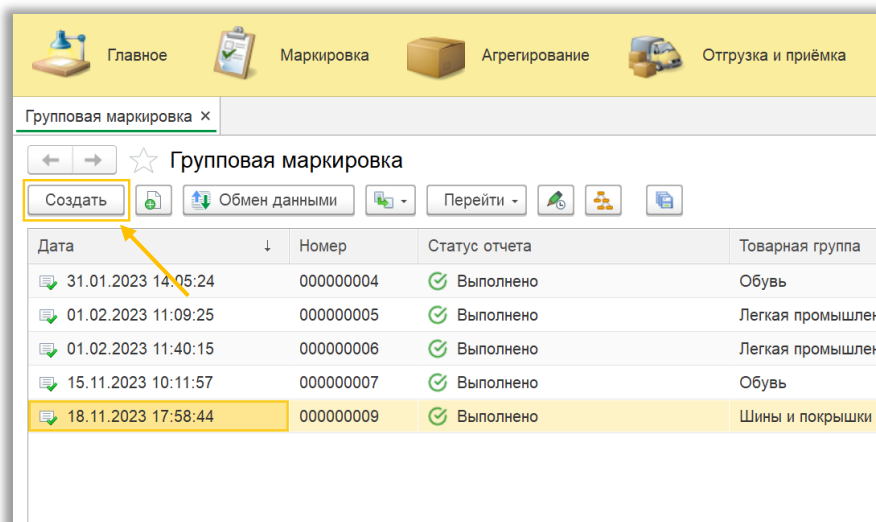 Главное Маркировка Агрегирование Отгрузка и приёмка
Групповая маркировка ×
Групповая маркировка
Создать Обмен данными Перейти
Дата ↓ Номер Статус отчета Товарная группа
31.01.2023 14:05:24 000000004 Выполнено Обувь
01.02.2023 11:09:25 000000005 Выполнено Легкая промышлен
01.02.2023 11:40:15 000000006 Выполнено Легкая промышлен
15.11.2023 10:11:57 000000007 Выполнено Обувь
18.11.2023 17:58:44 000000009 Выполнено Шины и покрышки